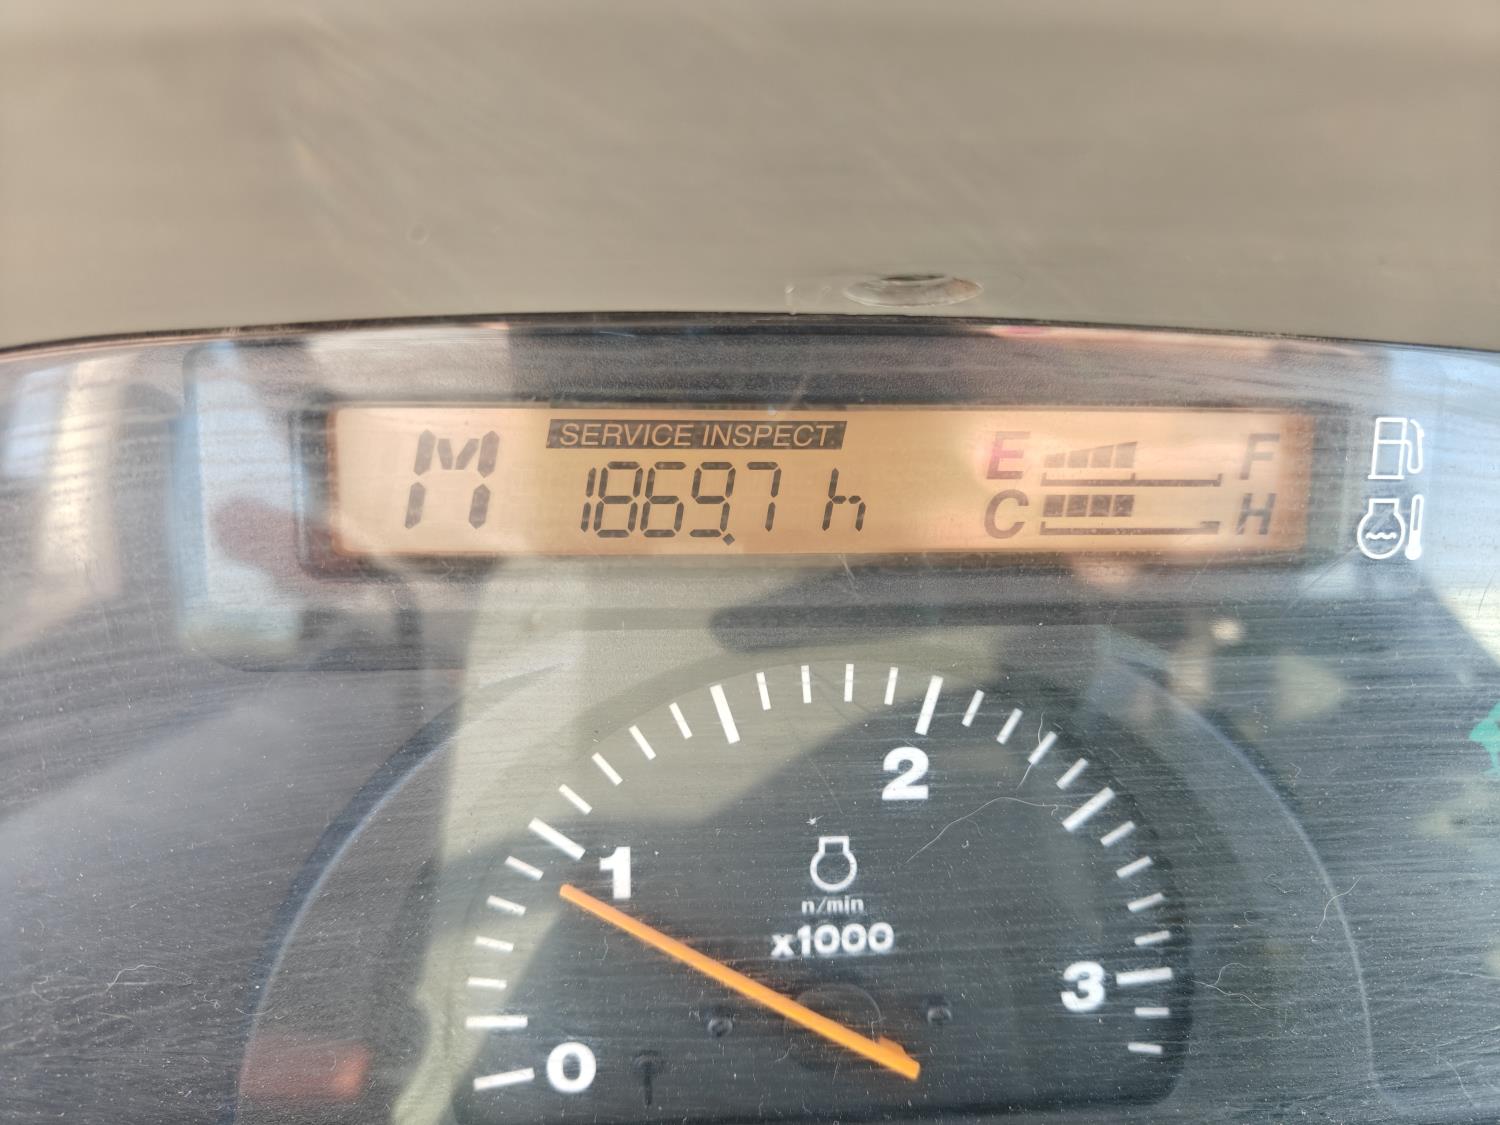 SERVICE INSPECT
M 1869.7 h
E F
C H
0 1 2 3
n/min
x1000